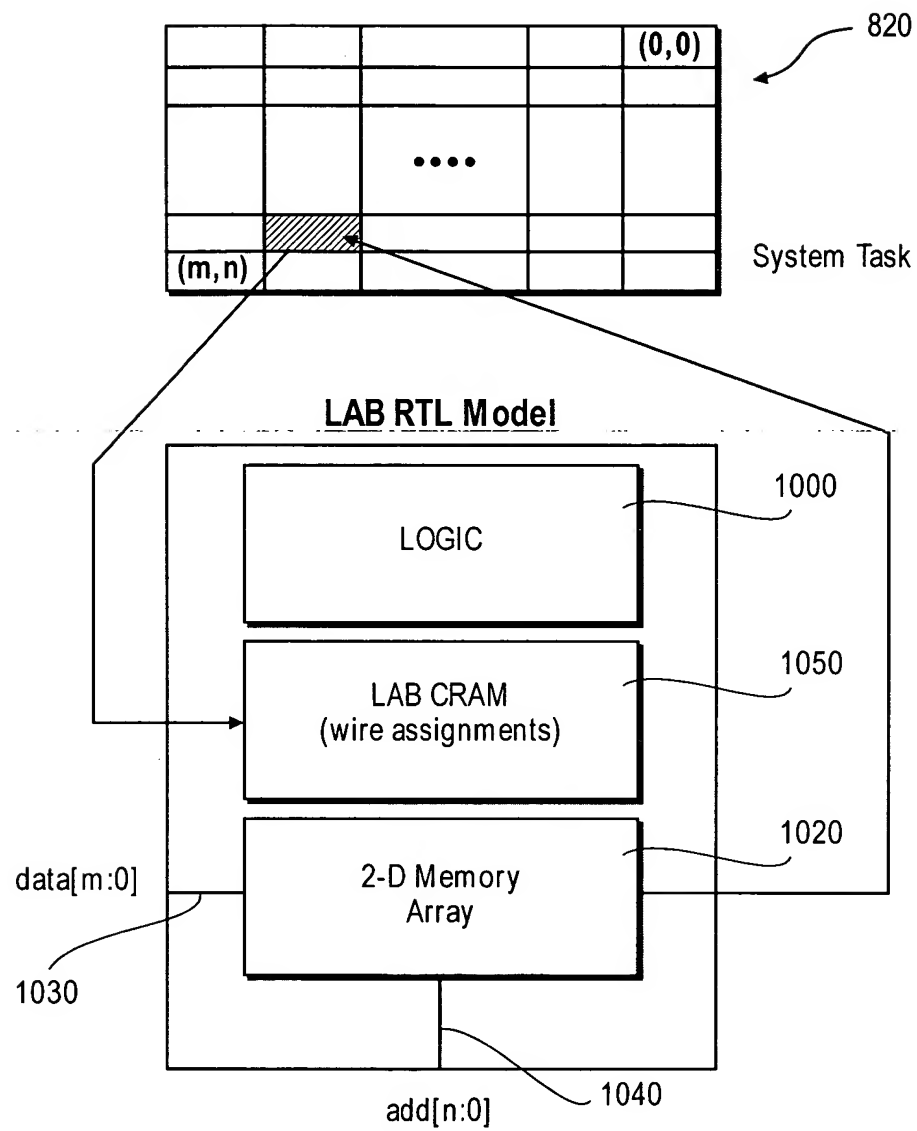 820
(0,0)
••••
(m,n)
System Task
LAB RTL Model
1000
LOGIC
1050
LAB CRAM
(wire assignments)
1020
data[m:0]
2-D Memory
Array
1030
1040
add[n:0]